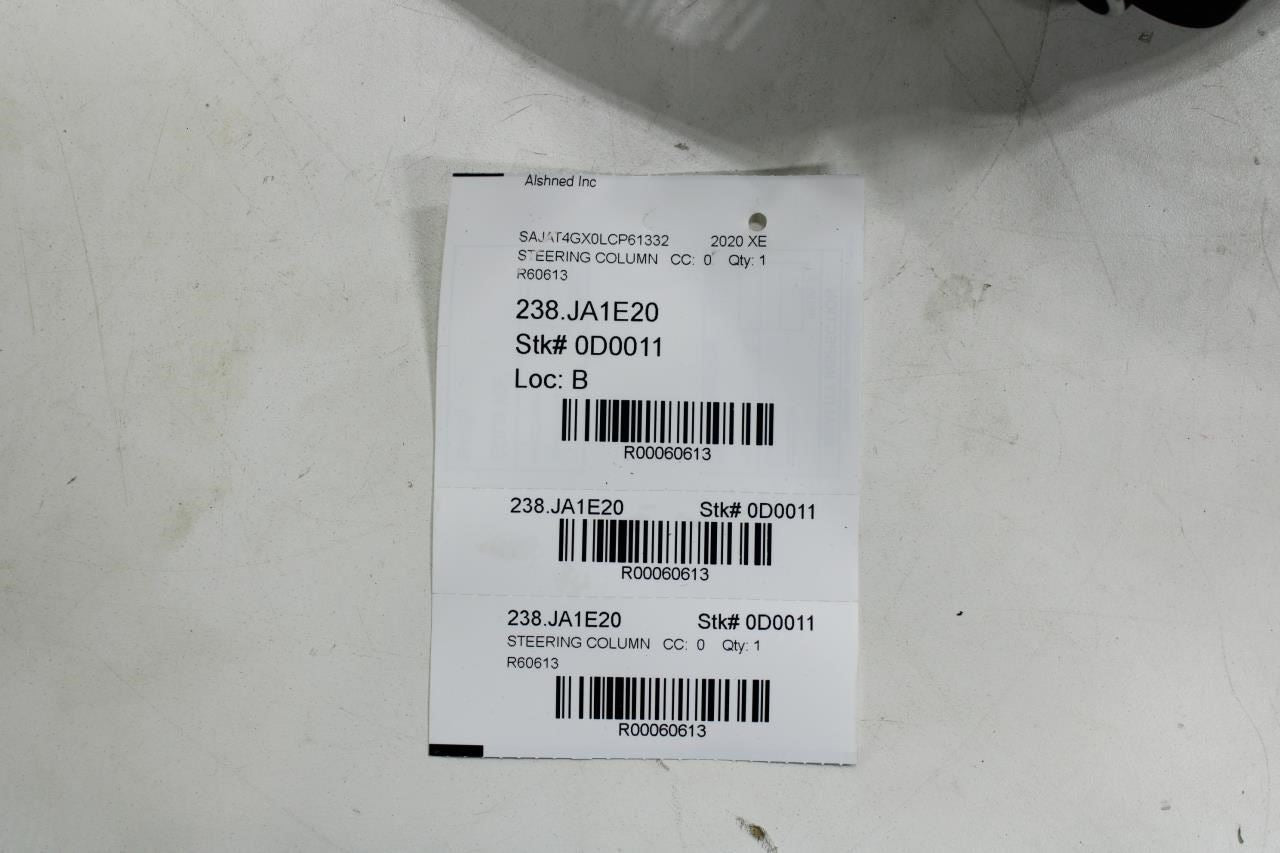 Alshned Inc
SAJAT4GX0LCP61332 2020 XE
STEERING COLUMN CC: 0 Qty: 1
R60613
238.JA1E20
Stk# 0D0011
Loc: B
R00060613
238.JA1E20 Stk# 0D0011
R00060613
238.JA1E20 Stk# 0D0011
STEERING COLUMN CC: 0 Qty: 1
R60613
R00060613